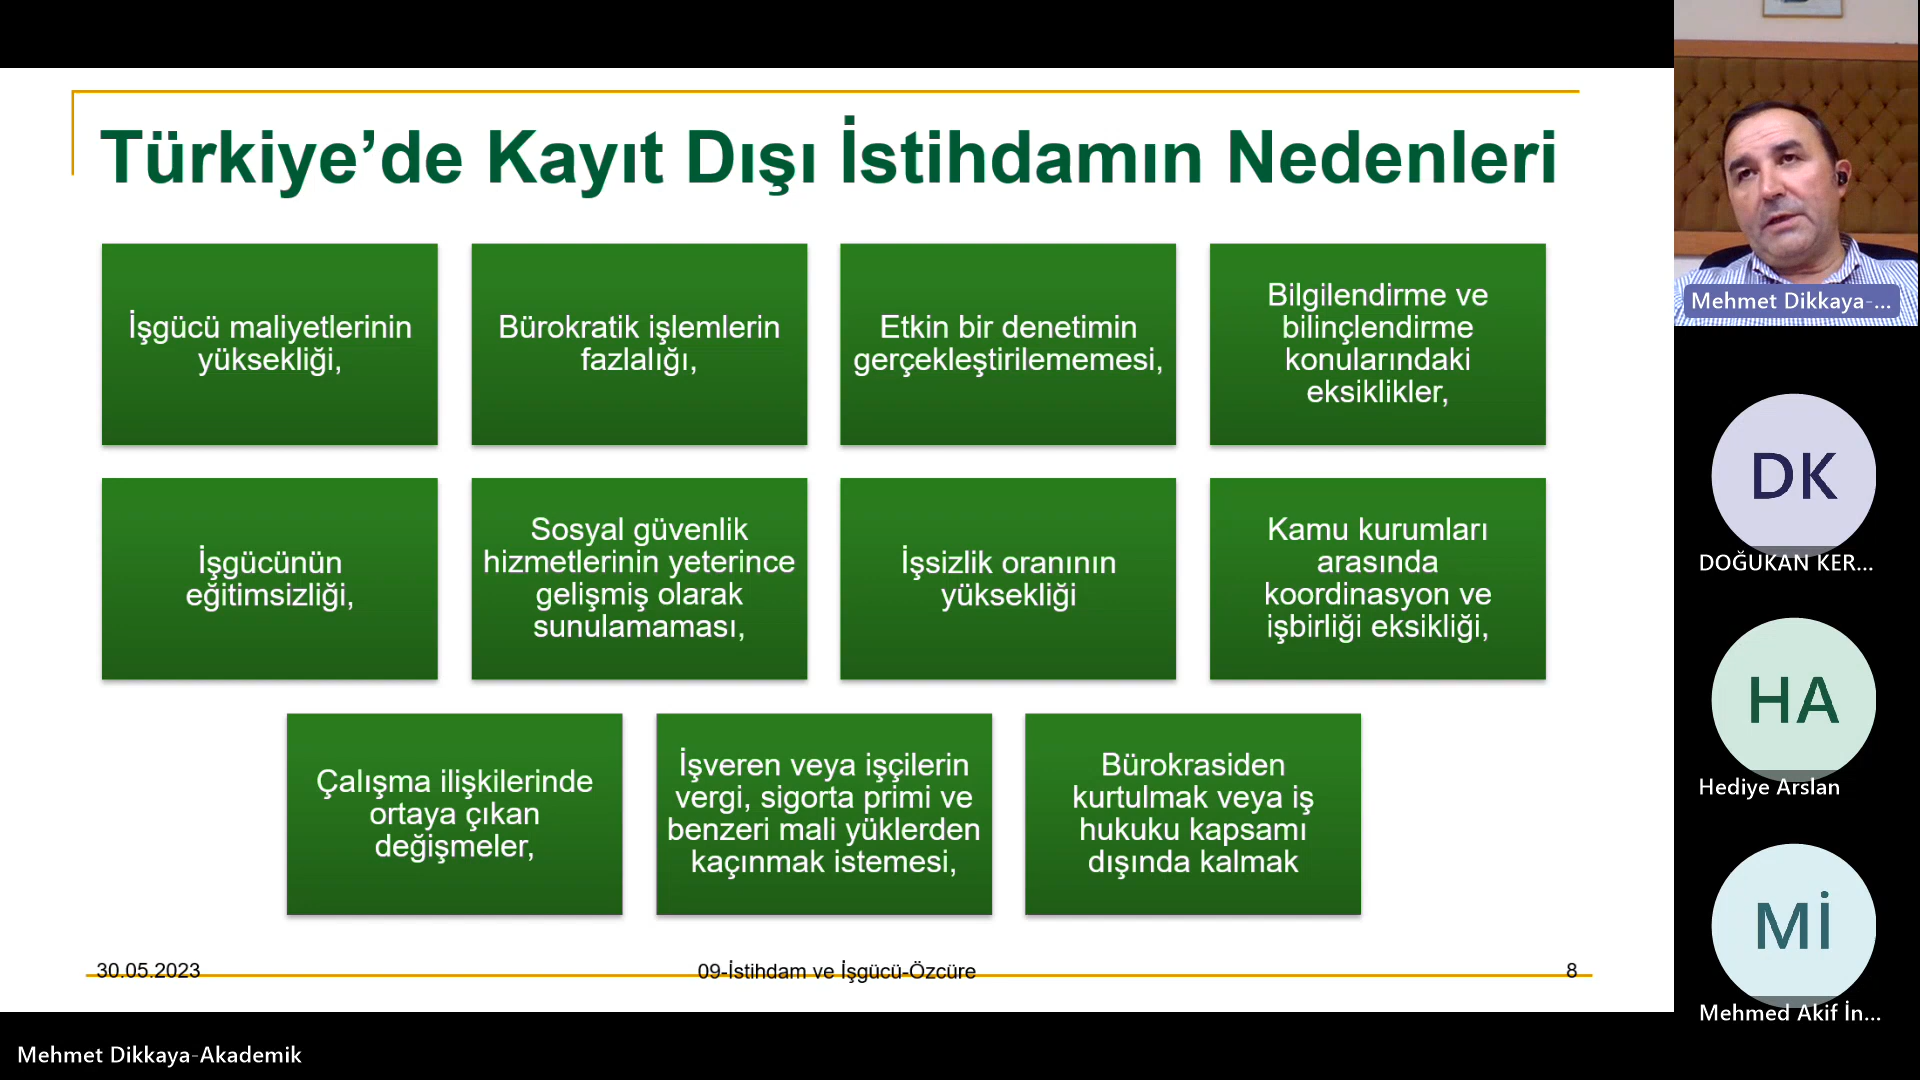 Türkiye’de Kayıt Dışı İstihdamın Nedenleri
İşgücü maliyetlerinin
yüksekliği,
Bürokratik işlemlerin
fazlalığı,
Etkin bir denetimin
gerçekleştirilememesi,
Bilgilendirme ve
bilinçlendirme
konularındaki
eksiklikler,
İşgücünün
eğitimsizliği,
Sosyal güvenlik
hizmetlerinin yeterince
gelişmiş olarak
sunulamaması,
İşsizlik oranının
yüksekliği
Kamu kurumları
arasında
koordinasyon ve
işbirliği eksikliği,
Çalışma ilişkilerinde
ortaya çıkan
değişmeler,
İşveren veya işçilerin
vergi, sigorta primi ve
benzeri mali yüklerden
kaçınmak istemesi,
Bürokrasiden
kurtulmak veya iş
hukuku kapsamı
dışında kalmak
30.05.2023
09-İstihdam ve İşgücü-Özcüre
8
Mehmet Dikkaya-...
DK
DOĞUKAN KER...
HA
Hediye Arslan
Mİ
Mehmed Akif İn...
Mehmet Dikkaya-Akademik